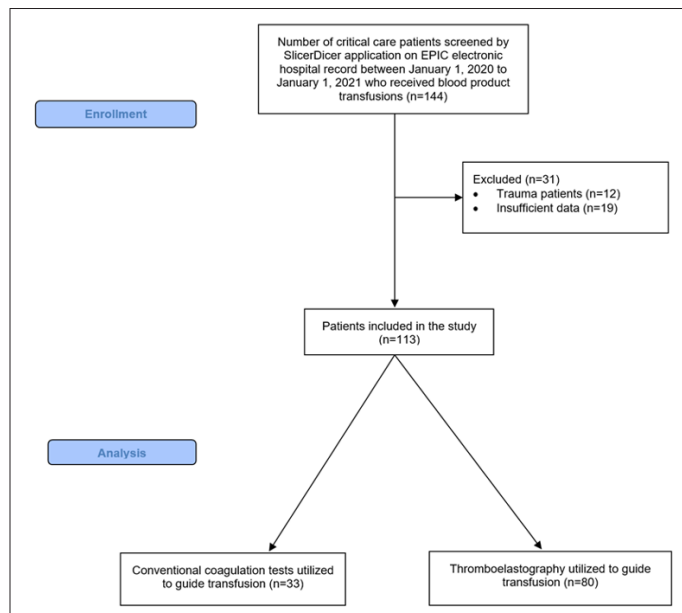 Number of critical care patients screened by
SlicerDicer application on EPIC electronic
hospital record between January 1, 2020 to
January 1, 2021 who received blood product
transfusions (n=144)
Enrollment
Excluded (n=31)
• Trauma patients (n=12)
• Insufficient data (n=19)
Patients included in the study
(n=113)
Analysis
Conventional coagulation tests utilized
to guide transfusion (n=33)
Thromboelastography utilized to guide
transfusion (n=80)